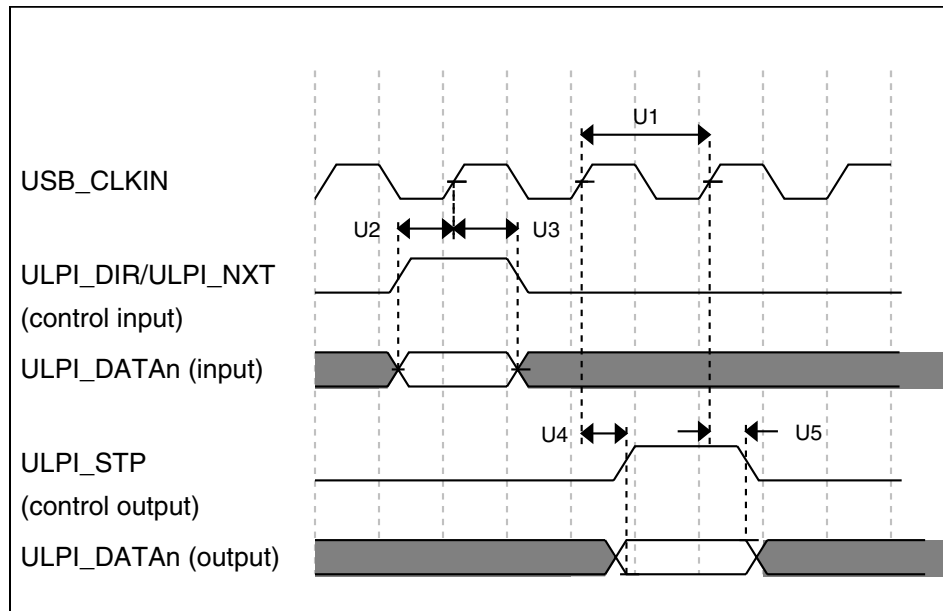 U1
USB_CLKIN
U2
U3
ULPI_DIR/ULPI_NXT
(control input)
ULPI_DATAn (input)
U4
U5
ULPI_STP
(control output)
ULPI_DATAn (output)